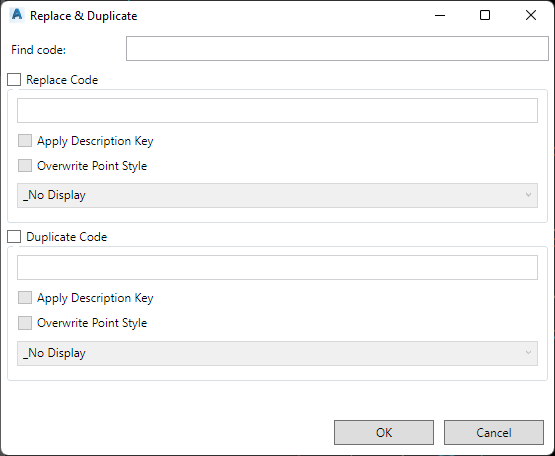 Replace & Duplicate
Find code:
Replace Code
Apply Description Key
Overwrite Point Style
_No Display
Duplicate Code
Apply Description Key
Overwrite Point Style
_No Display
OK Cancel